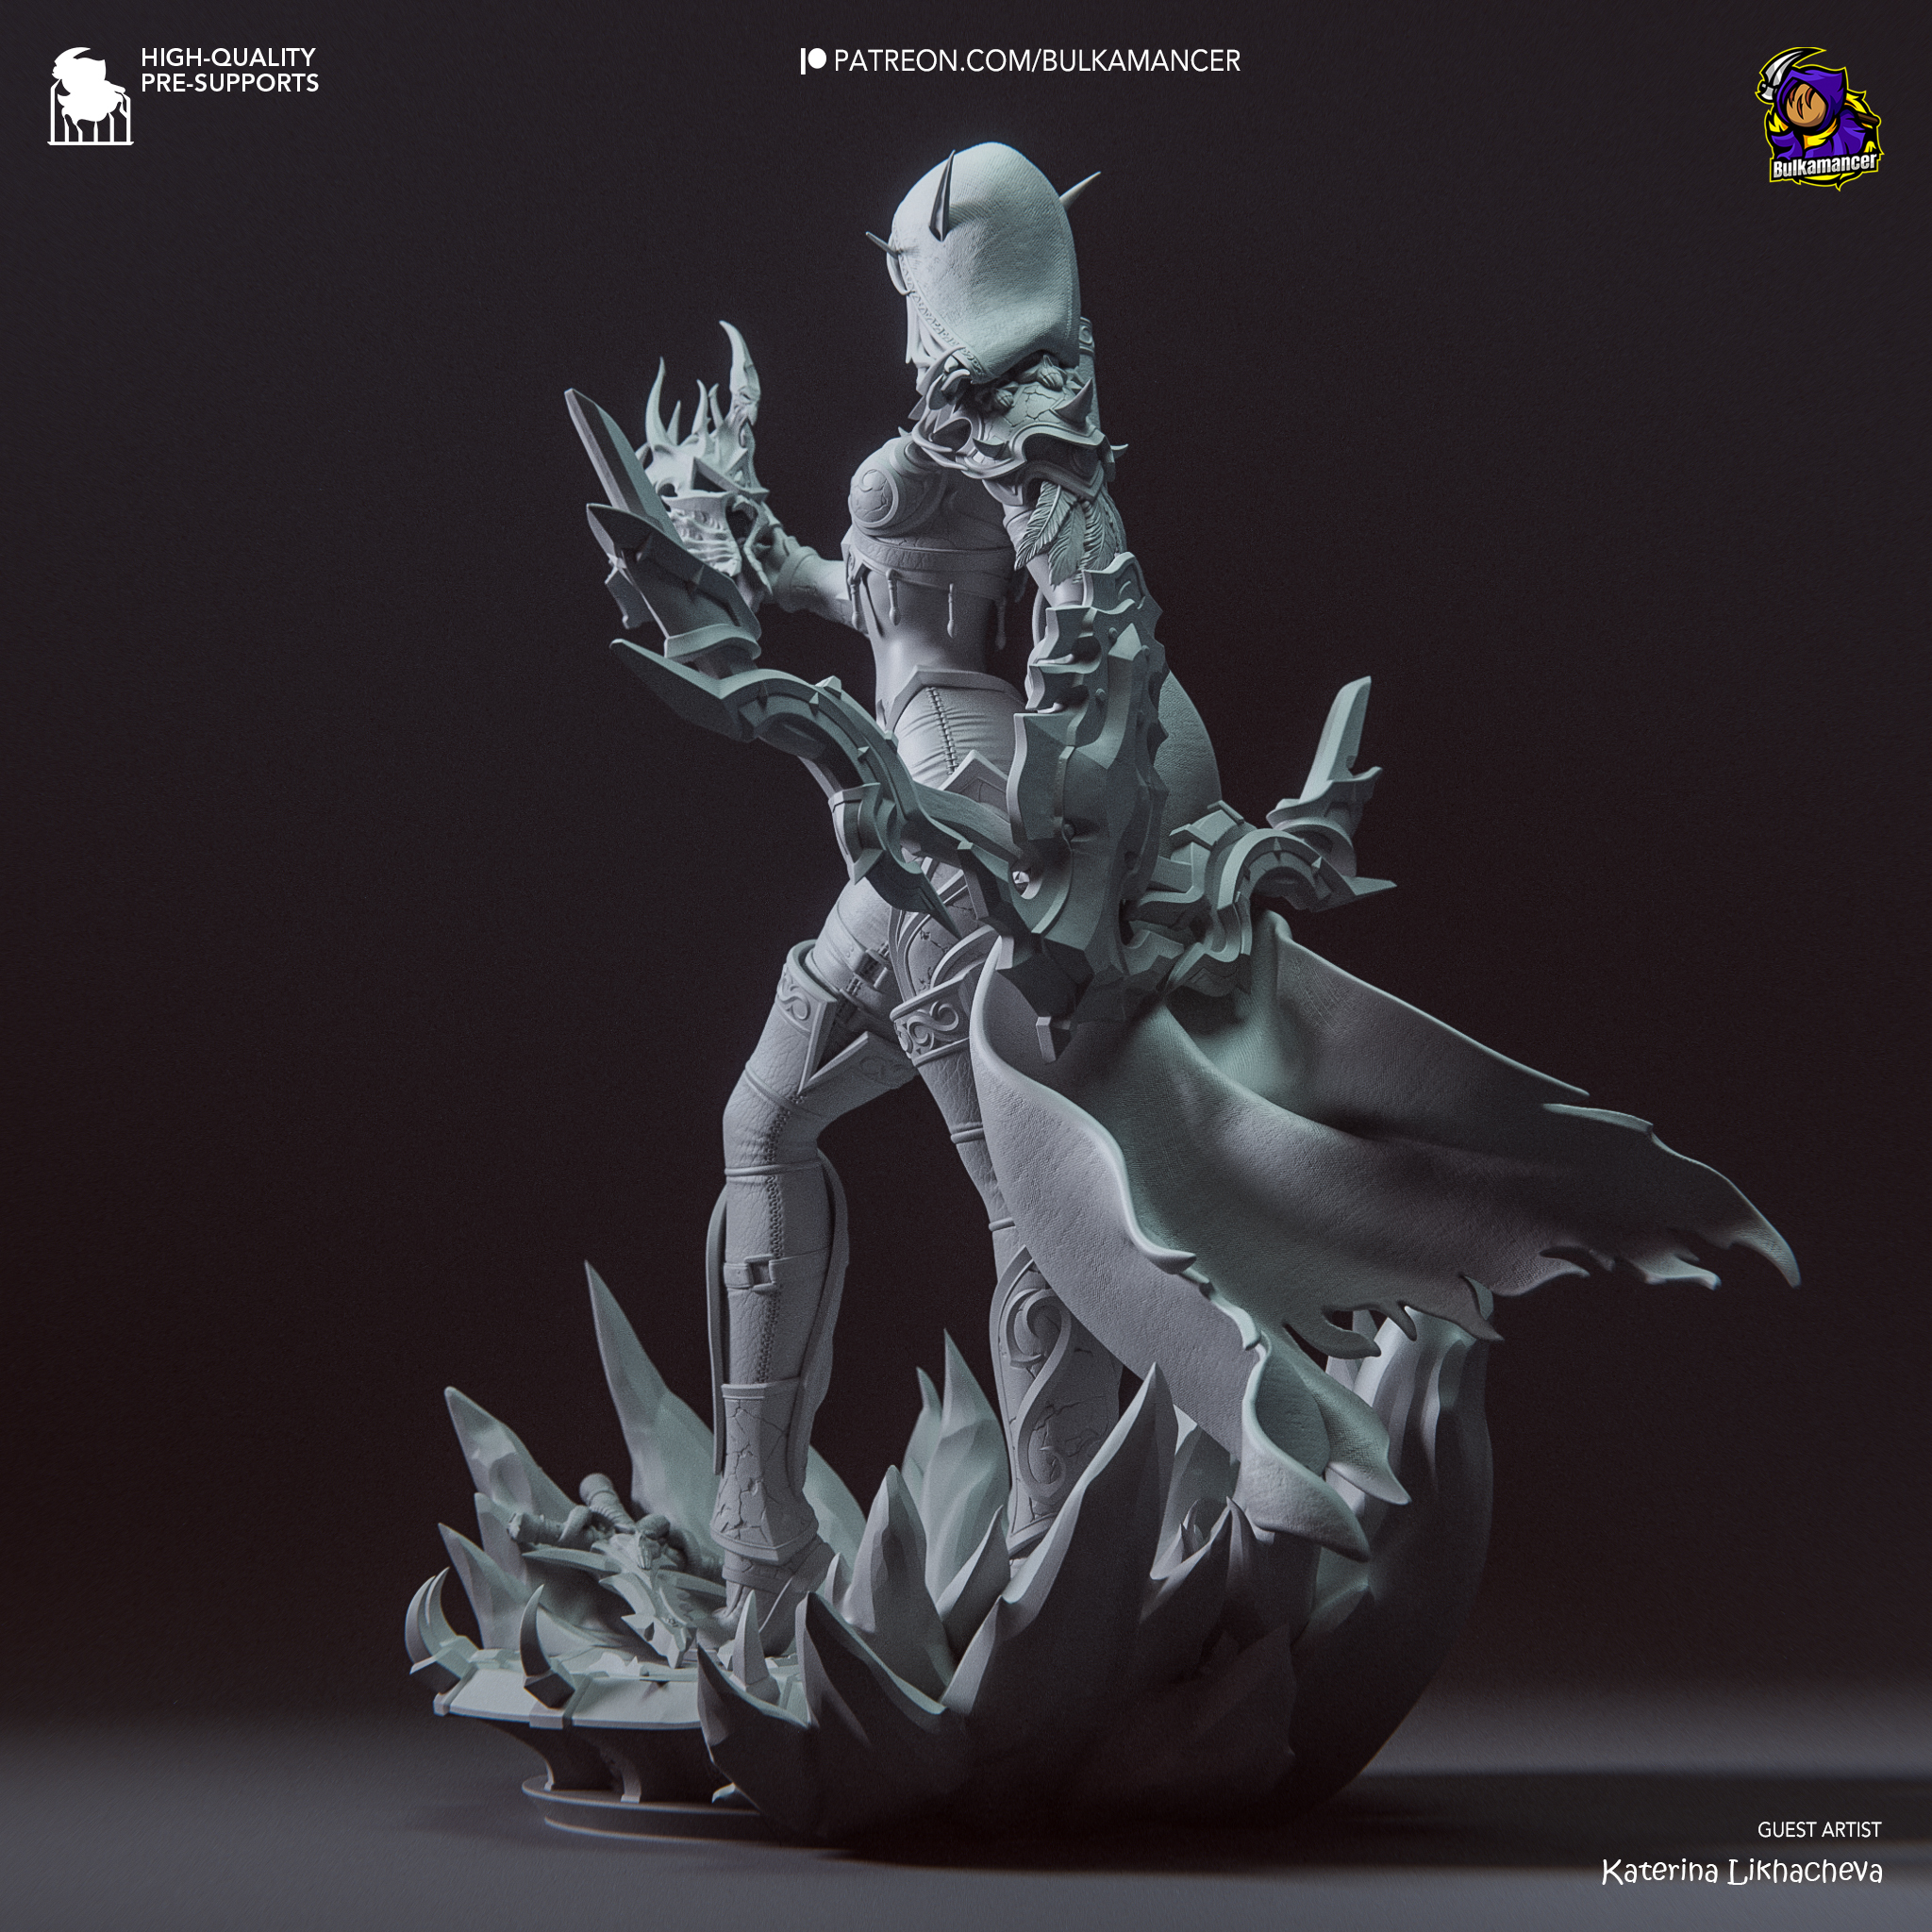 HIGH-QUALITY
PRE-SUPPORTS
PATREON.COM/BULKAMANCER
Bulkamancer
GUEST ARTIST
Katerina Likhacheva